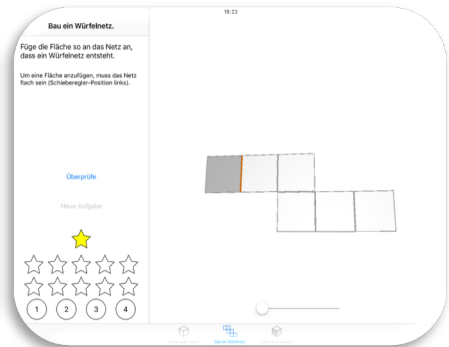 18:22
Bau ein Würfelnetz.
Füge die Fläche so an das Netz an,
dass ein Würfelnetz entsteht.
Um eine Fläche anzufügen, muss das Netz
flach sein (Schieberegler-Position links).
Überprüfe
Neue Aufgabe
1 2 3 4